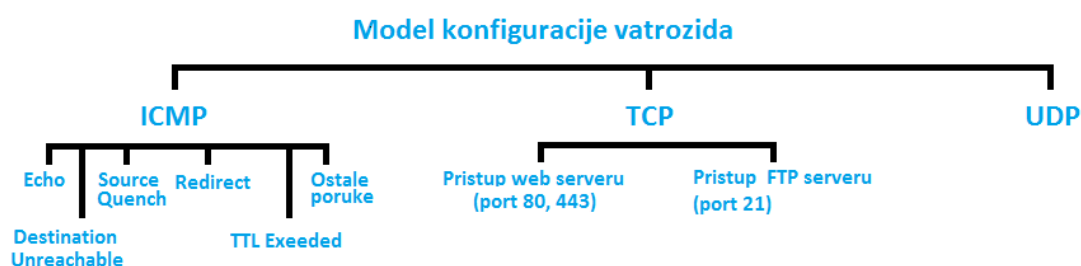 Model konfiguracije vatrozida
ICMP
TCP
UDP
Echo
Source
Quench
Redirect
Ostale
poruke
Destination
Unreachable
TTL Exeeded
Pristup web serveru
(port 80, 443)
Pristup FTP serveru
(port 21)